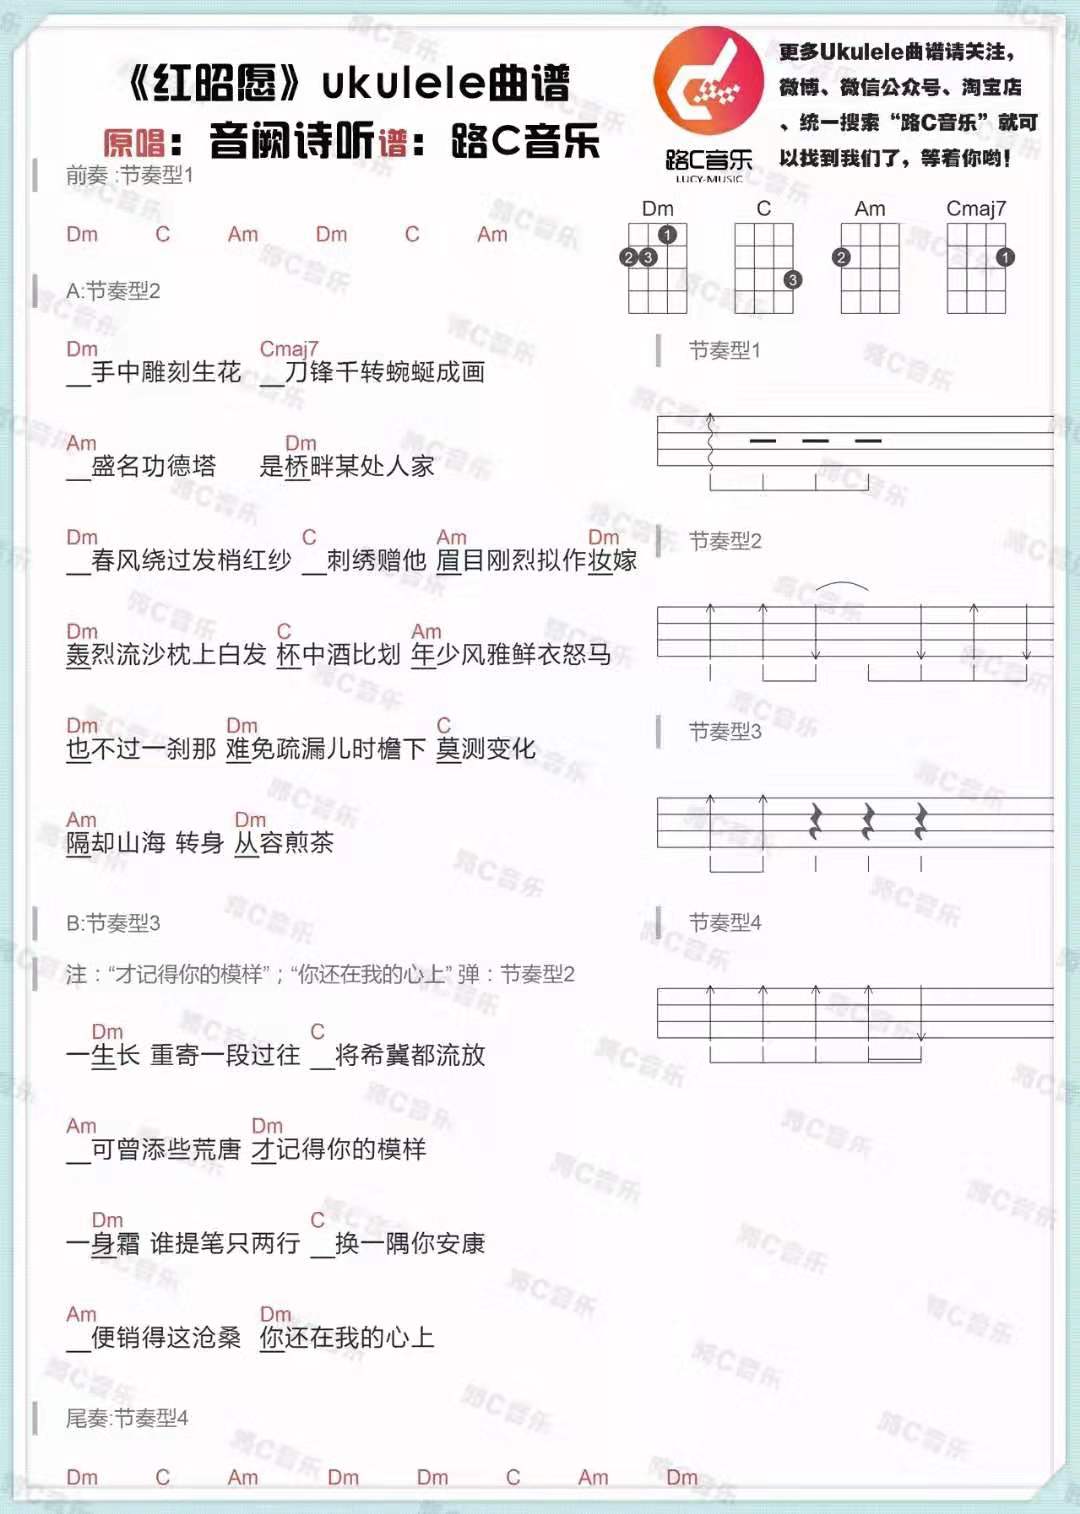 《红昭愿》ukulele曲谱
原唱：音阙诗听谱：路C音乐
路C音乐
LUCY-MUSIC
更多Ukulele曲谱请关注，
微博、微信公众号、淘宝店
、统一搜索“路C音乐”就可
以找到我们了，等着你哟！
前奏 :节奏型1
Dm C Am Dm C Am
Dm C Am Cmaj7
1 2 3 3 2 1
A:节奏型2
Dm Cmaj7
__手中雕刻生花 __刀锋千转蜿蜒成画
Am Dm
__盛名功德塔 是桥畔某处人家
Dm C Am Dm
__春风绕过发梢红纱 __刺绣赠他 眉目刚烈拟作妆嫁
Dm C Am
轰烈流沙枕上白发 杯中酒比划 年少风雅鲜衣怒马
Dm Dm C
也不过一刹那 难免疏漏儿时檐下 莫测变化
Am Dm
隔却山海 转身 从容煎茶
B:节奏型3
注：“才记得你的模样”；“你还在我的心上” 弹：节奏型2
Dm C
一生长 重寄一段过往 __将希冀都流放
Am Dm
__可曾添些荒唐 才记得你的模样
Dm C
一身霜 谁提笔只两行 __换一隅你安康
Am Dm
__便销得这沧桑 你还在我的心上
尾奏:节奏型4
Dm C Am Dm Dm C Am Dm
节奏型1
节奏型2
节奏型3
节奏型4
路C音乐